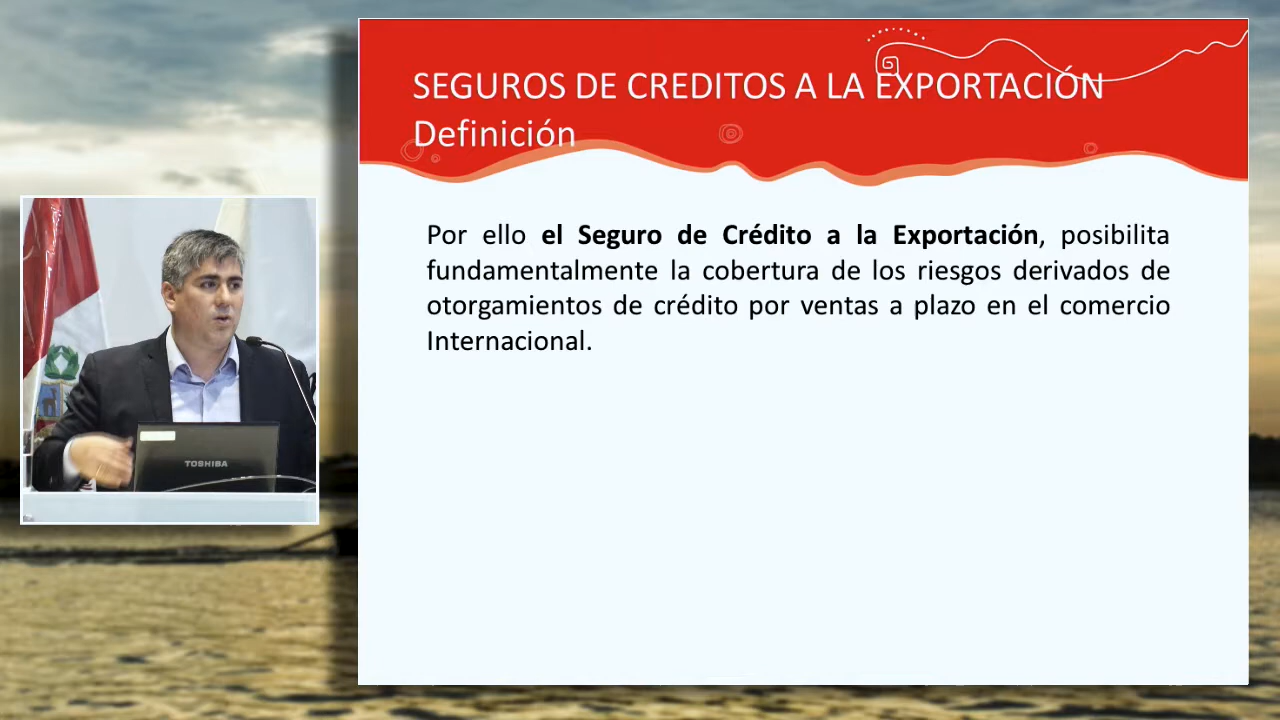 SEGUROS DE CREDITOS A LA EXPORTACIÓN
Definición
Por ello el Seguro de Crédito a la Exportación, posibilita
fundamentalmente la cobertura de los riesgos derivados de
otorgamientos de crédito por ventas a plazo en el comercio
Internacional.
TOSHIBA